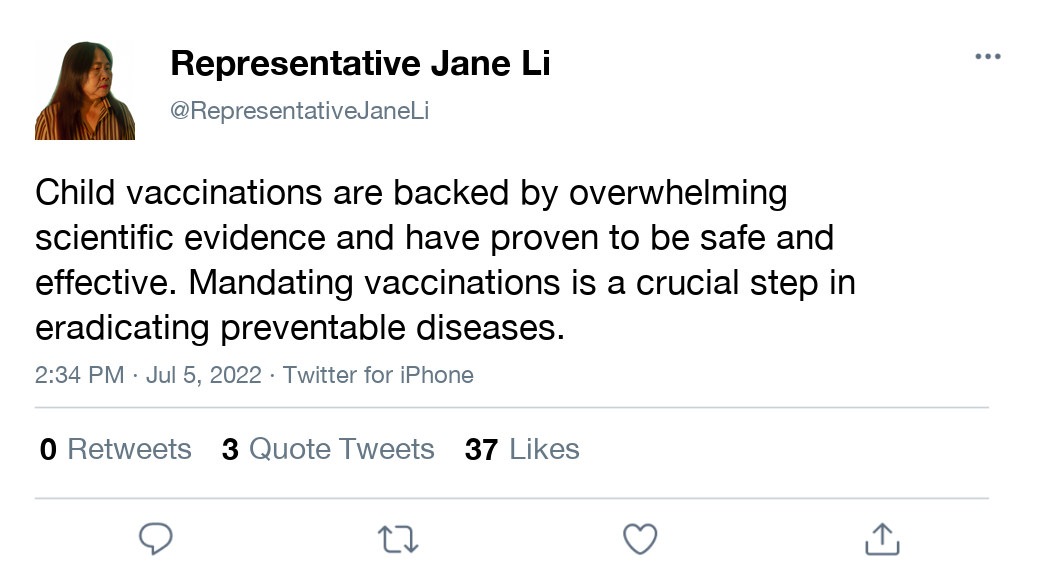 Representative Jane Li
@RepresentativeJaneLi
Child vaccinations are backed by overwhelming
scientific evidence and have proven to be safe and
effective. Mandating vaccinations is a crucial step in
eradicating preventable diseases.
2:34 PM · Jul 5, 2022 · Twitter for iPhone
0 Retweets 3 Quote Tweets 37 Likes